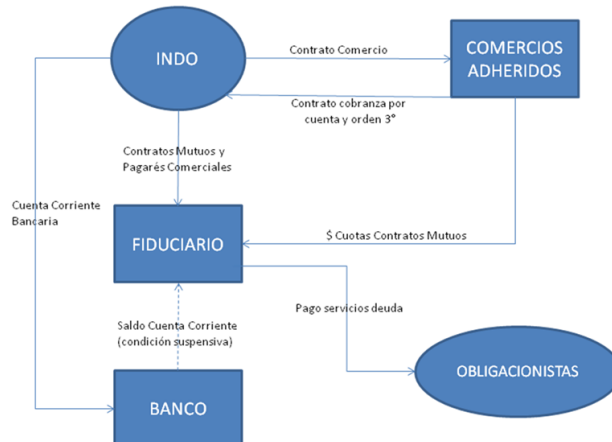 INDO
Contrato Comercio
COMERCIOS
ADHERIDOS
Contrato cobranza por
cuenta y orden 3°
Contratos Mutuos y
Pagarés Comerciales
Cuenta Corriente
Bancaria
FIDUCIARIO
$ Cuotas Contratos Mutuos
Pago servicios deuda
Saldo Cuenta Corriente
(condición suspensiva)
OBLIGACIONISTAS
BANCO